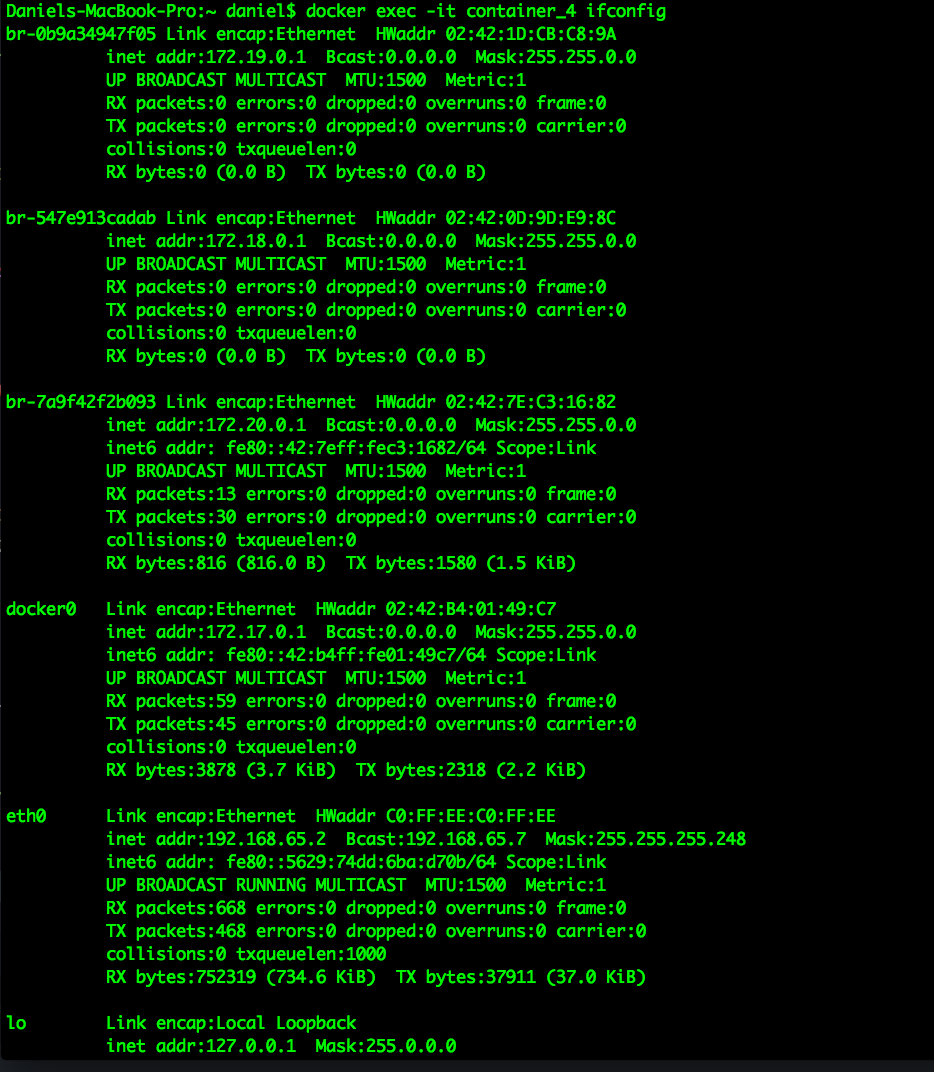 Daniels-MacBook-Pro:~ daniel$ docker exec -it container_4 ifconfig
br-0b9a34947f05 Link encap:Ethernet  HWaddr 02:42:1D:CB:C8:9A
          inet addr:172.19.0.1  Bcast:0.0.0.0  Mask:255.255.0.0
          UP BROADCAST MULTICAST  MTU:1500  Metric:1
          RX packets:0 errors:0 dropped:0 overruns:0 frame:0
          TX packets:0 errors:0 dropped:0 overruns:0 carrier:0
          collisions:0 txqueuelen:0
          RX bytes:0 (0.0 B)  TX bytes:0 (0.0 B)

br-547e913cadab Link encap:Ethernet  HWaddr 02:42:0D:9D:E9:8C
          inet addr:172.18.0.1  Bcast:0.0.0.0  Mask:255.255.0.0
          UP BROADCAST MULTICAST  MTU:1500  Metric:1
          RX packets:0 errors:0 dropped:0 overruns:0 frame:0
          TX packets:0 errors:0 dropped:0 overruns:0 carrier:0
          collisions:0 txqueuelen:0
          RX bytes:0 (0.0 B)  TX bytes:0 (0.0 B)

br-7a9f42f2b093 Link encap:Ethernet  HWaddr 02:42:7E:C3:16:82
          inet addr:172.20.0.1  Bcast:0.0.0.0  Mask:255.255.0.0
          inet6 addr: fe80::42:7eff:fec3:1682/64 Scope:Link
          UP BROADCAST MULTICAST  MTU:1500  Metric:1
          RX packets:13 errors:0 dropped:0 overruns:0 frame:0
          TX packets:30 errors:0 dropped:0 overruns:0 carrier:0
          collisions:0 txqueuelen:0
          RX bytes:816 (816.0 B)  TX bytes:1580 (1.5 KiB)

docker0   Link encap:Ethernet  HWaddr 02:42:B4:01:49:C7
          inet addr:172.17.0.1  Bcast:0.0.0.0  Mask:255.255.0.0
          inet6 addr: fe80::42:b4ff:fe01:49c7/64 Scope:Link
          UP BROADCAST MULTICAST  MTU:1500  Metric:1
          RX packets:59 errors:0 dropped:0 overruns:0 frame:0
          TX packets:45 errors:0 dropped:0 overruns:0 carrier:0
          collisions:0 txqueuelen:0
          RX bytes:3878 (3.7 KiB)  TX bytes:2318 (2.2 KiB)

eth0      Link encap:Ethernet  HWaddr C0:FF:EE:C0:FF:EE
          inet addr:192.168.65.2  Bcast:192.168.65.7  Mask:255.255.255.248
          inet6 addr: fe80::5629:74dd:6ba:d70b/64 Scope:Link
          UP BROADCAST RUNNING MULTICAST  MTU:1500  Metric:1
          RX packets:668 errors:0 dropped:0 overruns:0 frame:0
          TX packets:468 errors:0 dropped:0 overruns:0 carrier:0
          collisions:0 txqueuelen:1000
          RX bytes:752319 (734.6 KiB)  TX bytes:37911 (37.0 KiB)

lo        Link encap:Local Loopback
          inet addr:127.0.0.1  Mask:255.0.0.0